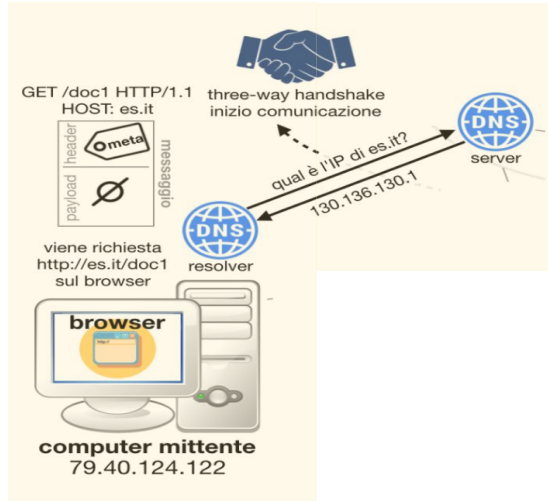 GET /doc1 HTTP/1.1
HOST: es.it
header
meta
payload
messaggio
three-way handshake
inizio comunicazione
DNS
server
qual è l'IP di es.it?
130.136.130.1
DNS
resolver
viene richiesta
http://es.it/doc1
sul browser
browser
http://
computer mittente
79.40.124.122